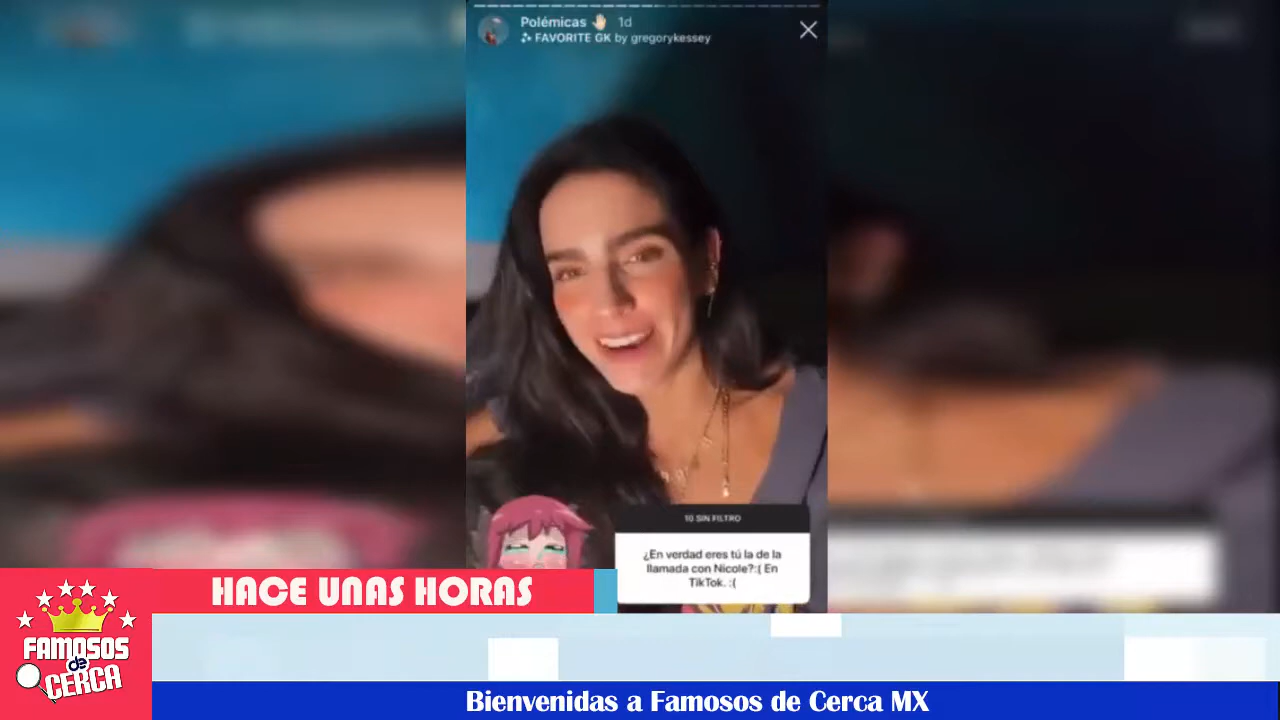 Polémicas 🤚🏻 1d
FAVORITE GK by gregorykessey
10 SIN FILTRO
¿En verdad eres tú la de la
llamada con Nicole?:( En
TikTok. :(
HACE UNAS HORAS
FAMOSOS
de
CERCA
Bienvenidas a Famosos de Cerca MX